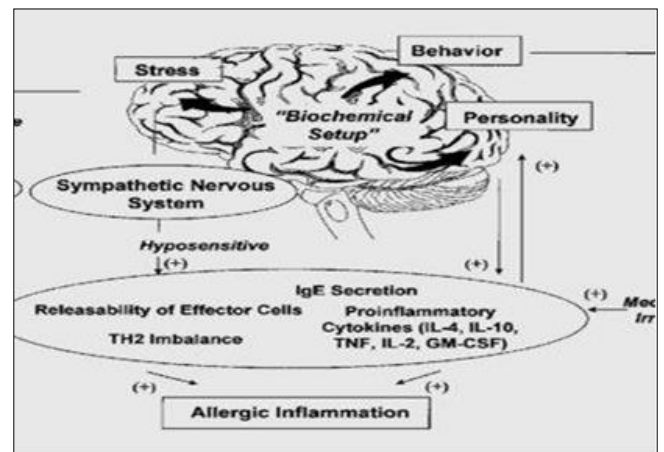 Behavior
Stress
"Biochemical
Setup"
Personality
Sympathetic Nervous
System
(+)
Hyposensitive
(+)
(+)
IgE Secretion
(+)
Releasability of Effector Cells
Proinflammatory
Cytokines (IL-4, IL-10,
TNF, IL-2, GM-CSF)
TH2 Imbalance
(+)
(+)
Allergic Inflammation